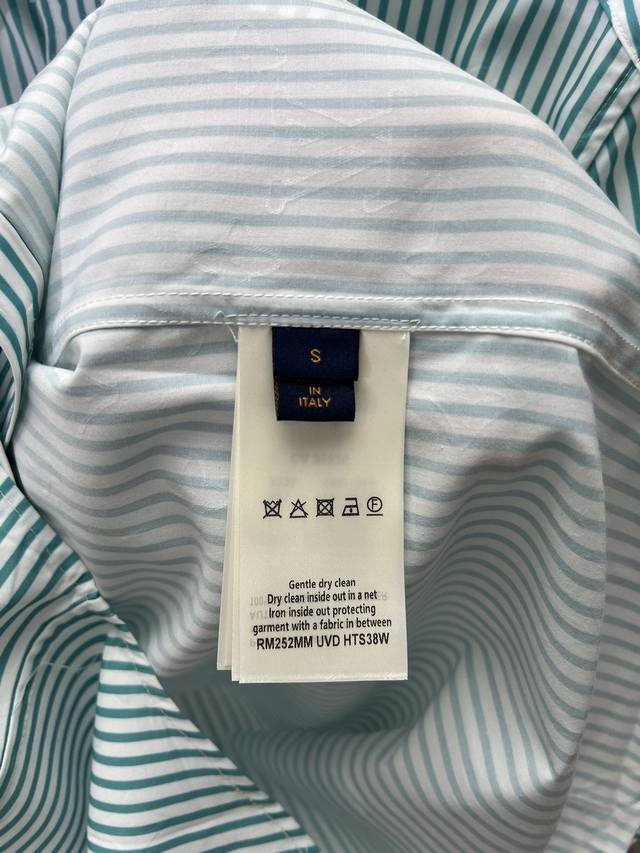 S
IN
ITALY
Gentle dry clean
Dry clean inside out in a net
Iron inside out protecting
garment with a fabric in between
RM252MM UVD HTS38W